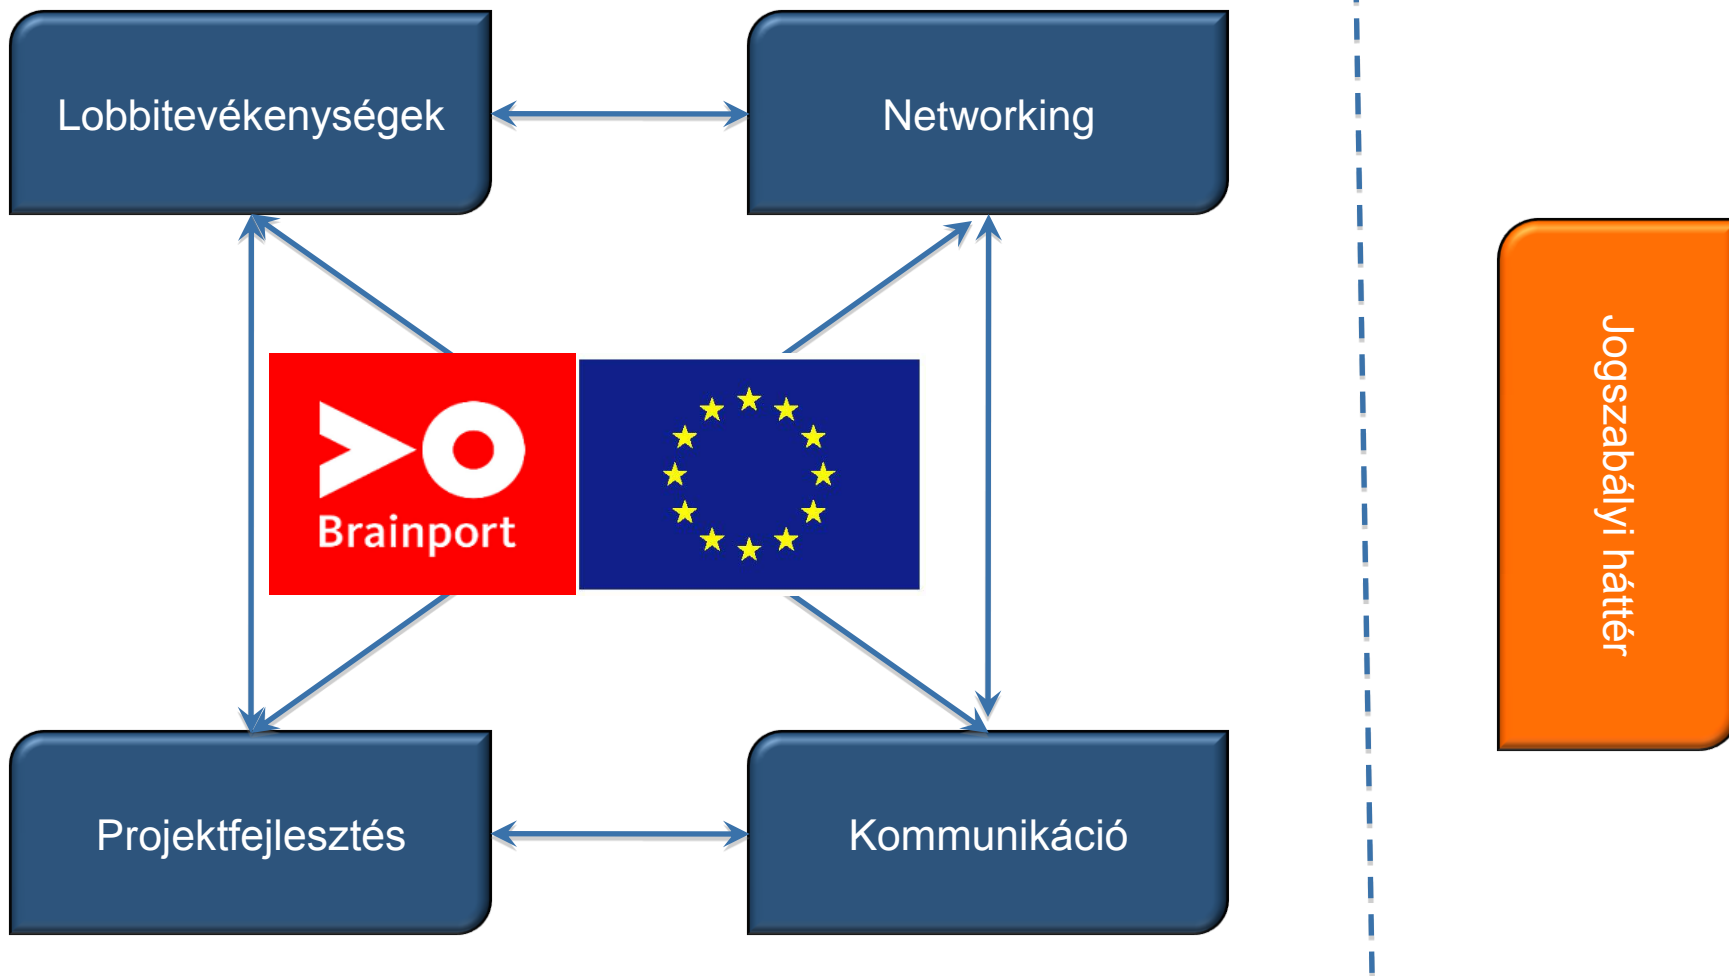 Lobbitevékenységek
Networking
Jogszabályi háttér
Brainport
Projektfejlesztés
Kommunikáció